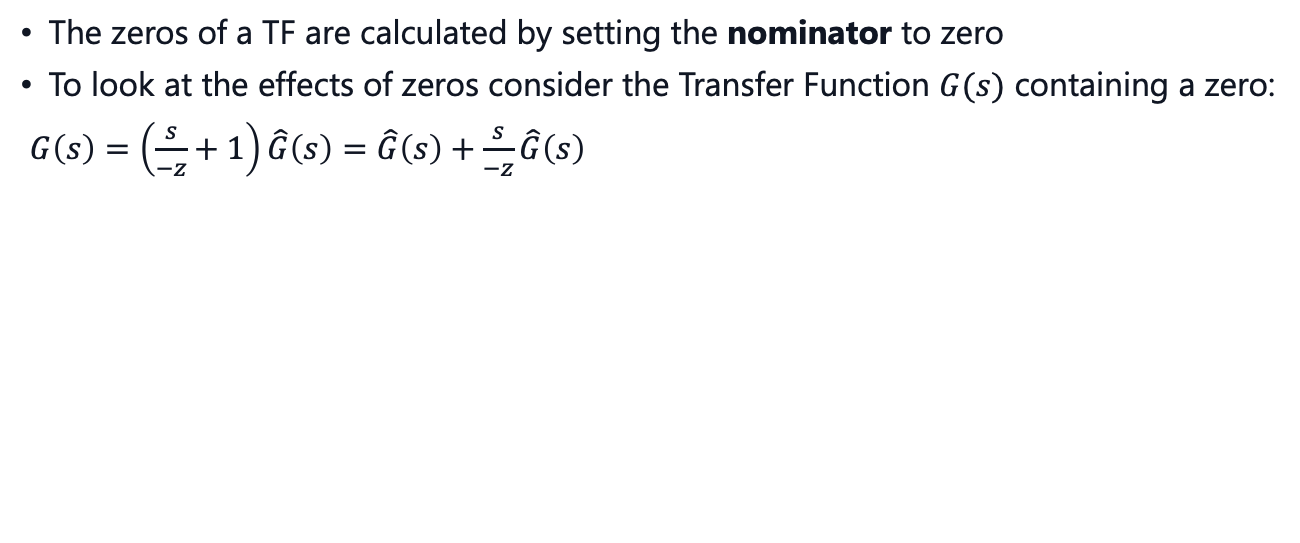 • The zeros of a TF are calculated by setting the nominator to zero
• To look at the effects of zeros consider the Transfer Function G(s) containing a zero:
G(s) = (s/−z + 1) Ĝ(s) = Ĝ(s) + s/−z Ĝ(s)